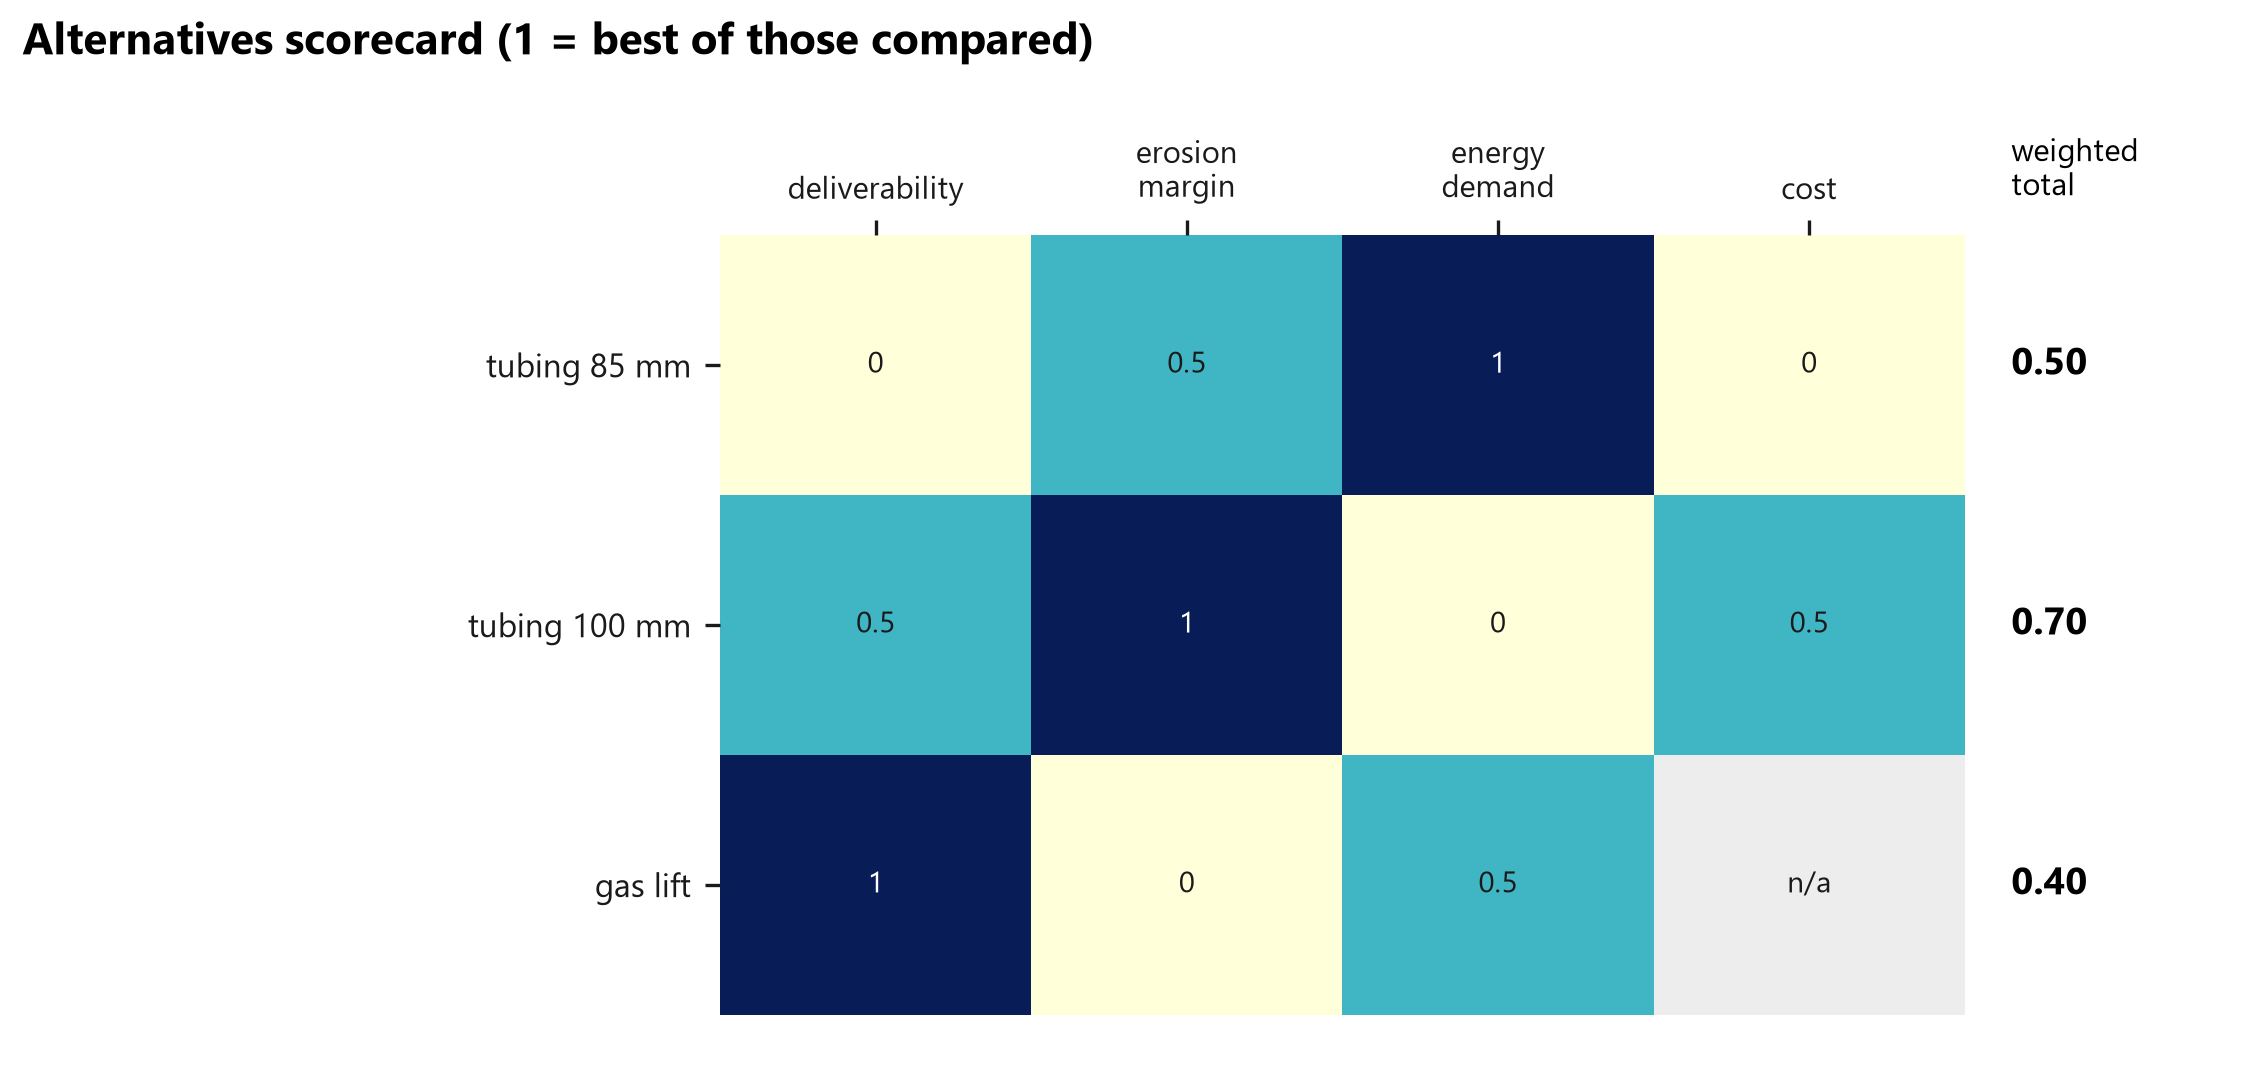 Alternatives scorecard (1 = best of those compared)
deliverability
erosion
margin
energy
demand
cost
weighted
total
tubing 85 mm
0
0.5
1
0
0.50
tubing 100 mm
0.5
1
0
0.5
0.70
gas lift
1
0
0.5
n/a
0.40